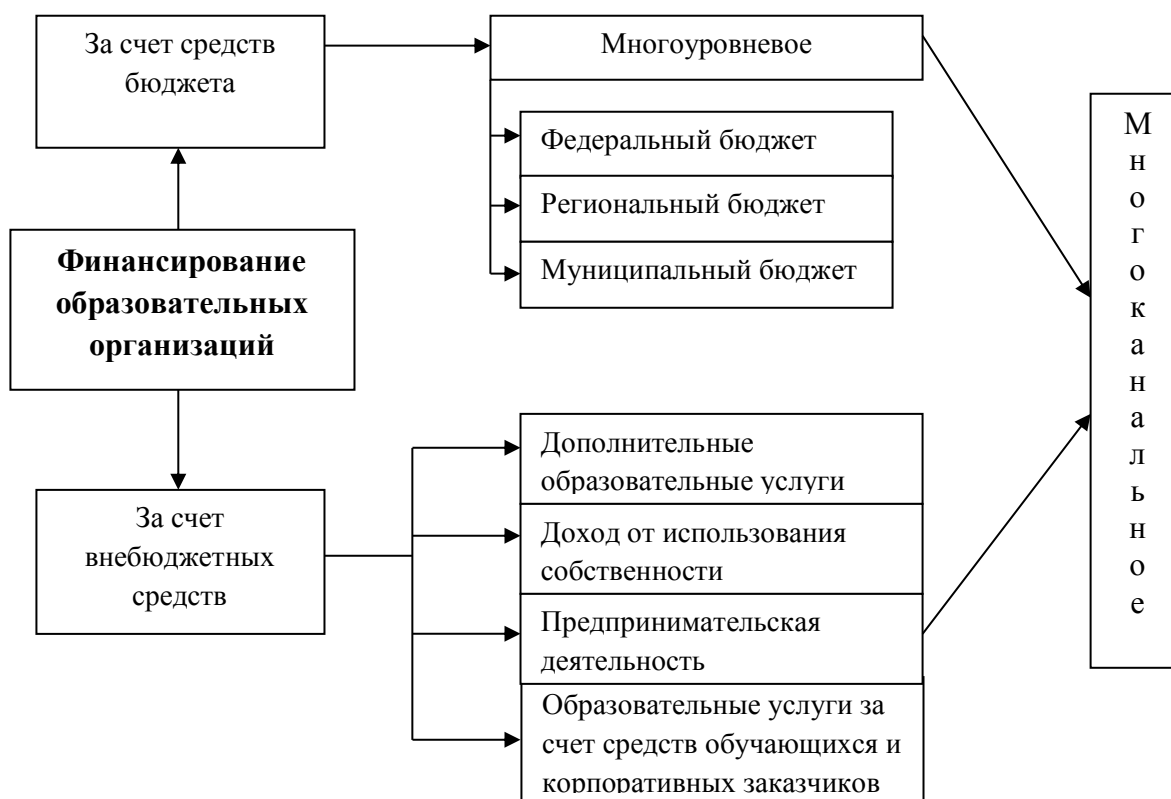 За счет средств
бюджета
Многоуровневое
Федеральный бюджет
Региональный бюджет
Муниципальный бюджет
Финансирование
образовательных
организаций
За счет
внебюджетных
средств
Дополнительные
образовательные услуги
Доход от использования
собственности
Предпринимательская
деятельность
Образовательные услуги за
счет средств обучающихся и
корпоративных заказчиков
М
н
о
г
о
к
а
н
а
л
ь
н
о
е